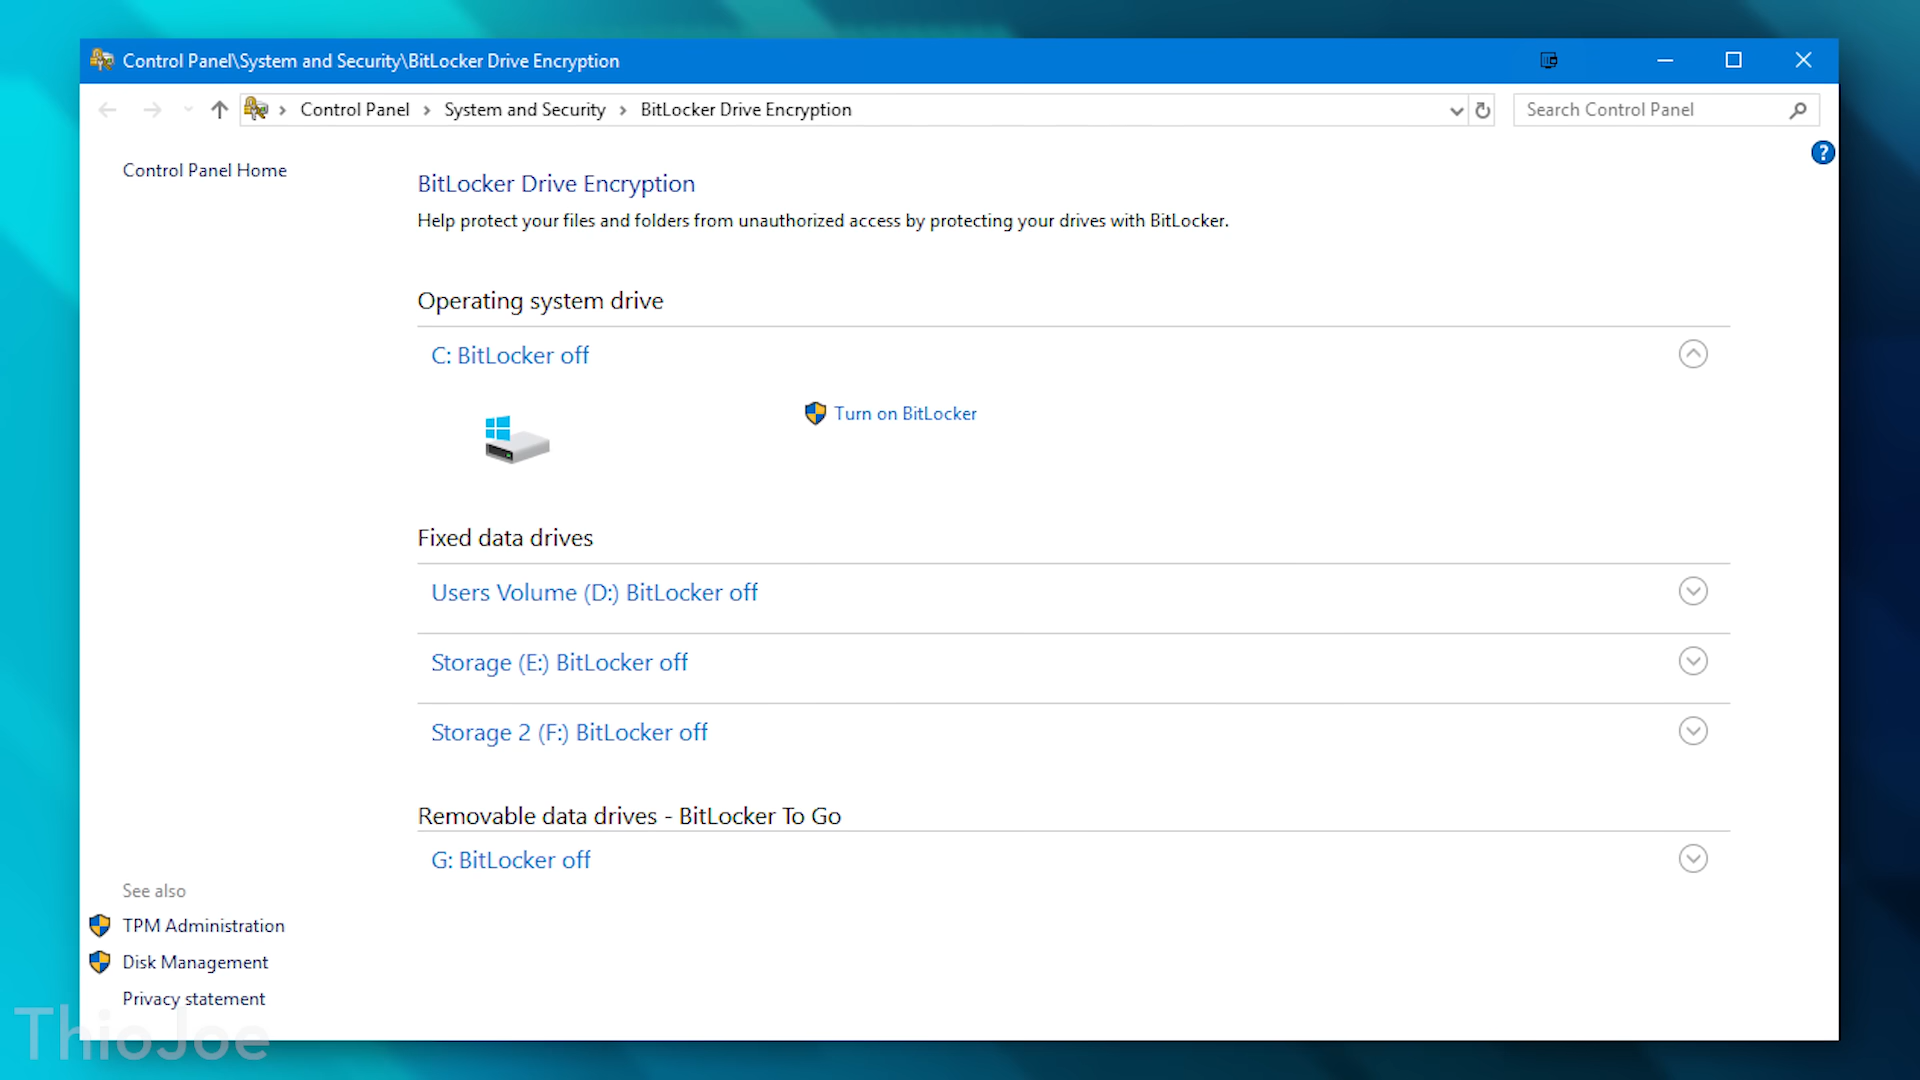 Control Panel\System and Security\BitLocker Drive Encryption
Control Panel
System and Security
BitLocker Drive Encryption
Search Control Panel
?
Control Panel Home
BitLocker Drive Encryption
Help protect your files and folders from unauthorized access by protecting your drives with BitLocker.
Operating system drive
C: BitLocker off
Turn on BitLocker
Fixed data drives
Users Volume (D:) BitLocker off
Storage (E:) BitLocker off
Storage 2 (F:) BitLocker off
Removable data drives - BitLocker To Go
G: BitLocker off
See also
TPM Administration
Disk Management
Privacy statement
ThioJoe